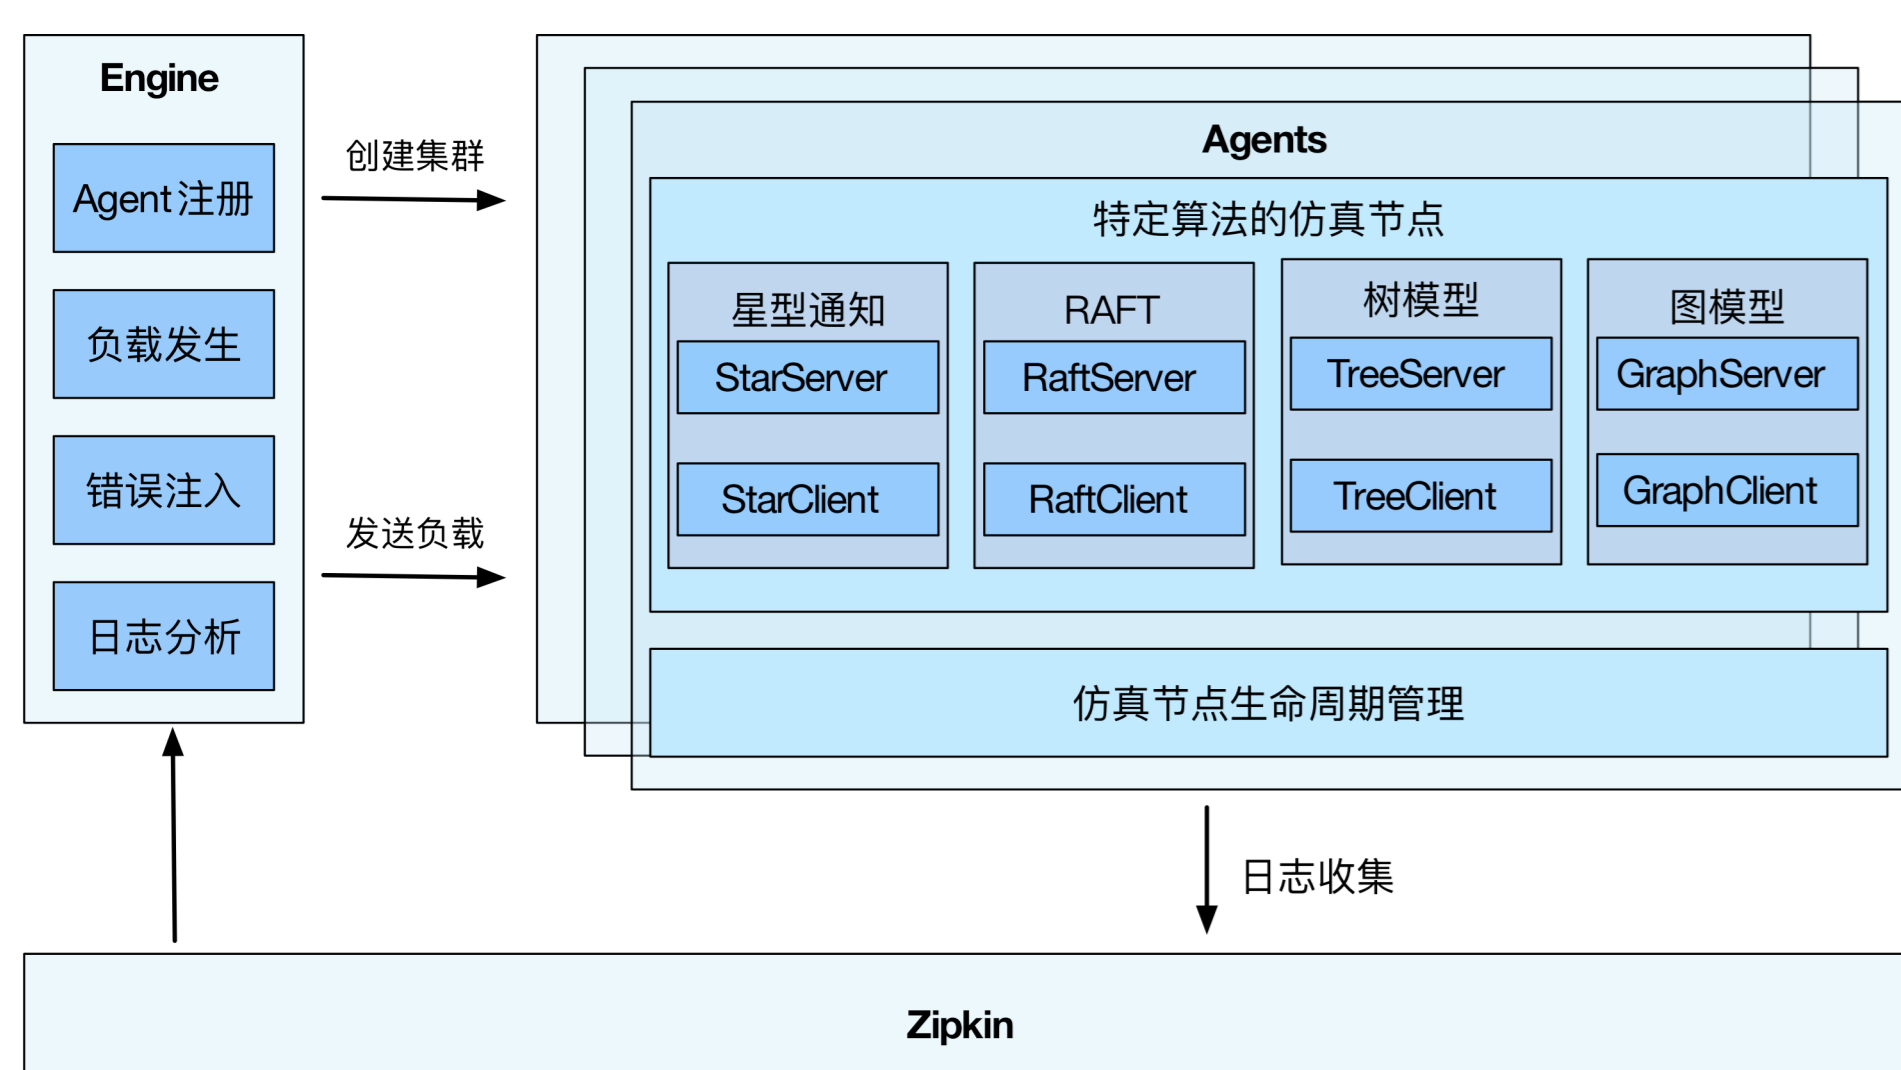 Engine
Agent注册
负载发生
错误注入
日志分析
创建集群
发送负载
Agents
特定算法的仿真节点
星型通知
StarServer
StarClient
RAFT
RaftServer
RaftClient
树模型
TreeServer
TreeClient
图模型
GraphServer
GraphClient
仿真节点生命周期管理
日志收集
Zipkin